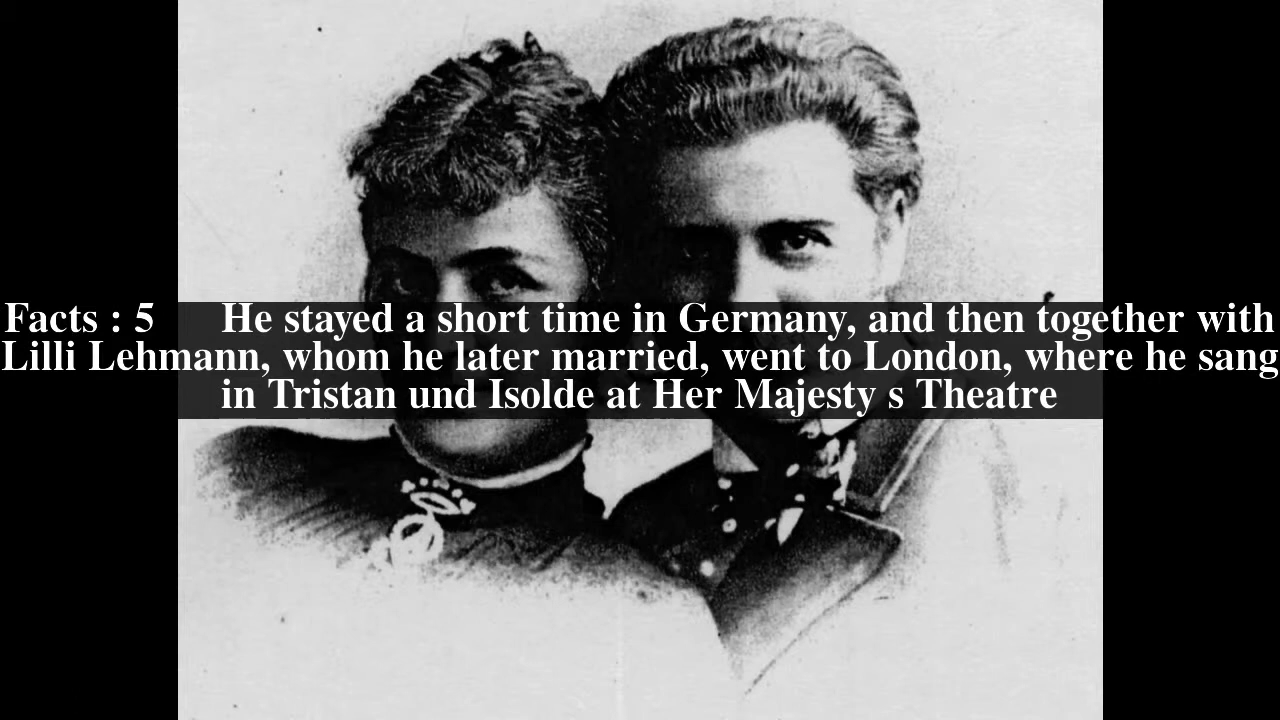 Facts : 5 He stayed a short time in Germany, and then together with
Lilli Lehmann, whom he later married, went to London, where he sang
in Tristan und Isolde at Her Majesty s Theatre